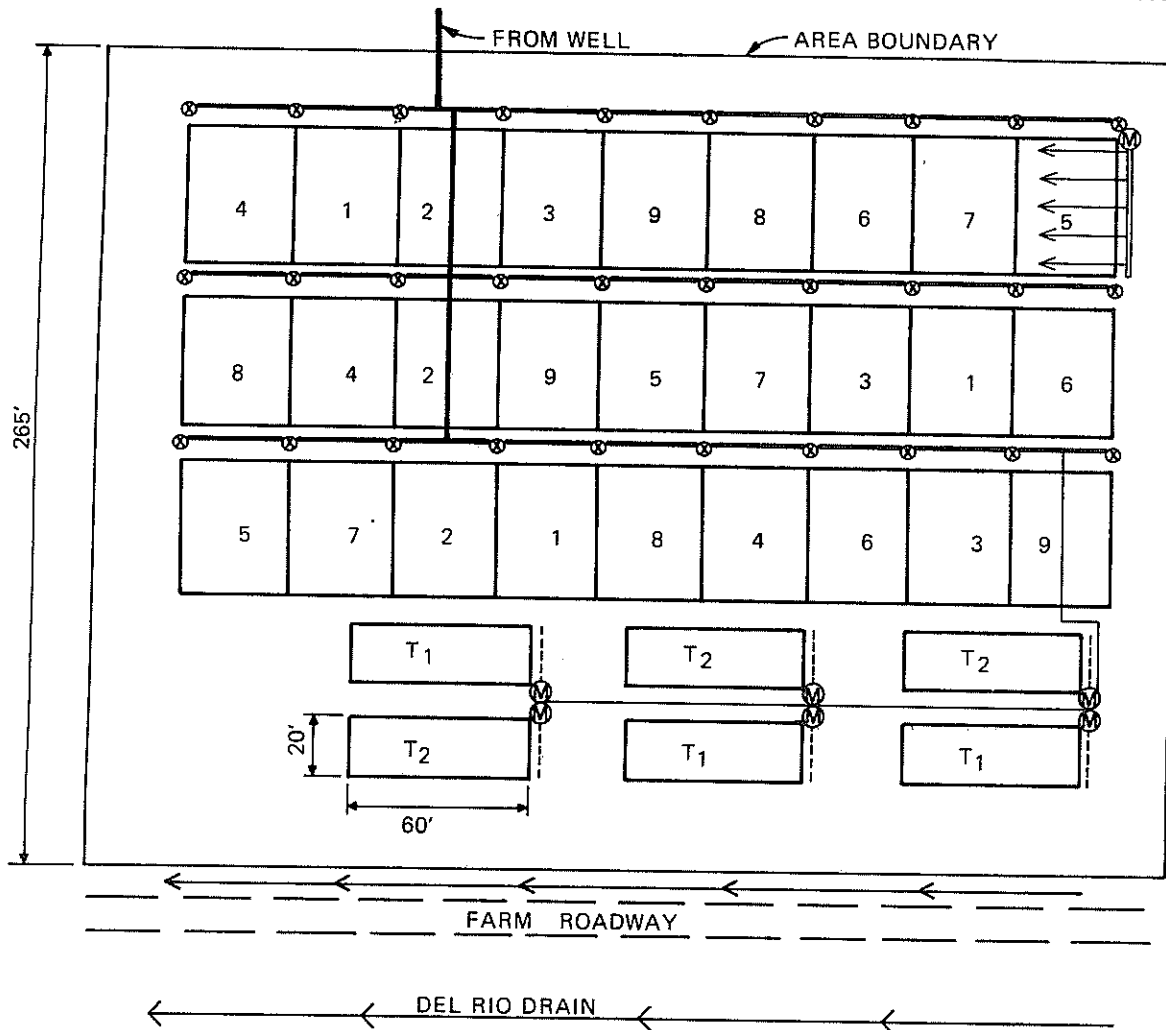 FROM WELL
AREA BOUNDARY
X X X X X X X X X X
M
4 1 2 3 9 8 6 7 5
X X X X X X X X X X
8 4 2 9 5 7 3 1 6
265'
X X X X X X X X X X
5 7 2 1 8 4 6 3 9
T1 T2 T2
M M M
M M M
20'
T2 T1 T1
60'
FARM ROADWAY
DEL RIO DRAIN